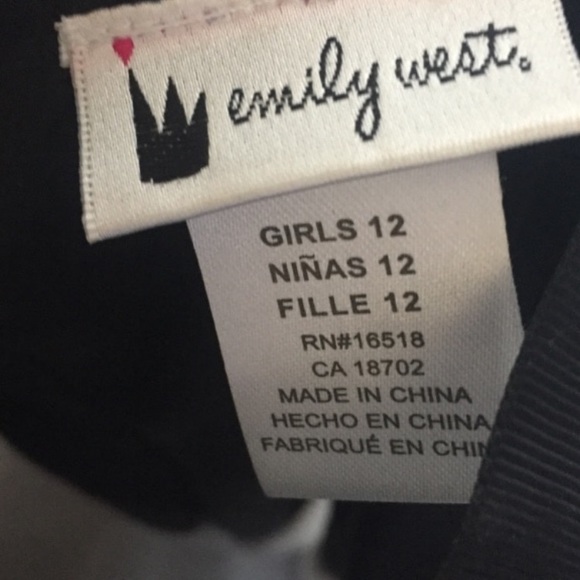 emily west.
GIRLS 12
NIÑAS 12
FILLE 12
RN#16518
CA 18702
MADE IN CHINA
HECHO EN CHINA
FABRIQUÉ EN